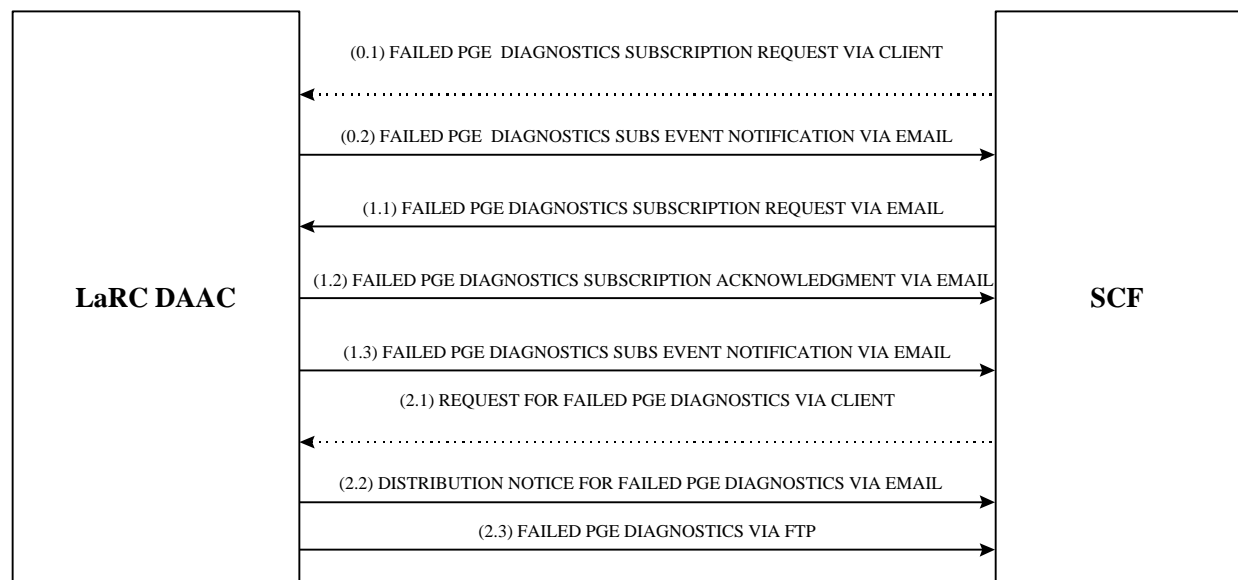 (0.1) FAILED PGE DIAGNOSTICS SUBSCRIPTION REQUEST VIA CLIENT
(0.2) FAILED PGE DIAGNOSTICS SUBS EVENT NOTIFICATION VIA EMAIL
(1.1) FAILED PGE DIAGNOSTICS SUBSCRIPTION REQUEST VIA EMAIL
(1.2) FAILED PGE DIAGNOSTICS SUBSCRIPTION ACKNOWLEDGMENT VIA EMAIL
LaRC DAAC
SCF
(1.3) FAILED PGE DIAGNOSTICS SUBS EVENT NOTIFICATION VIA EMAIL
(2.1) REQUEST FOR FAILED PGE DIAGNOSTICS VIA CLIENT
(2.2) DISTRIBUTION NOTICE FOR FAILED PGE DIAGNOSTICS VIA EMAIL
(2.3) FAILED PGE DIAGNOSTICS VIA FTP